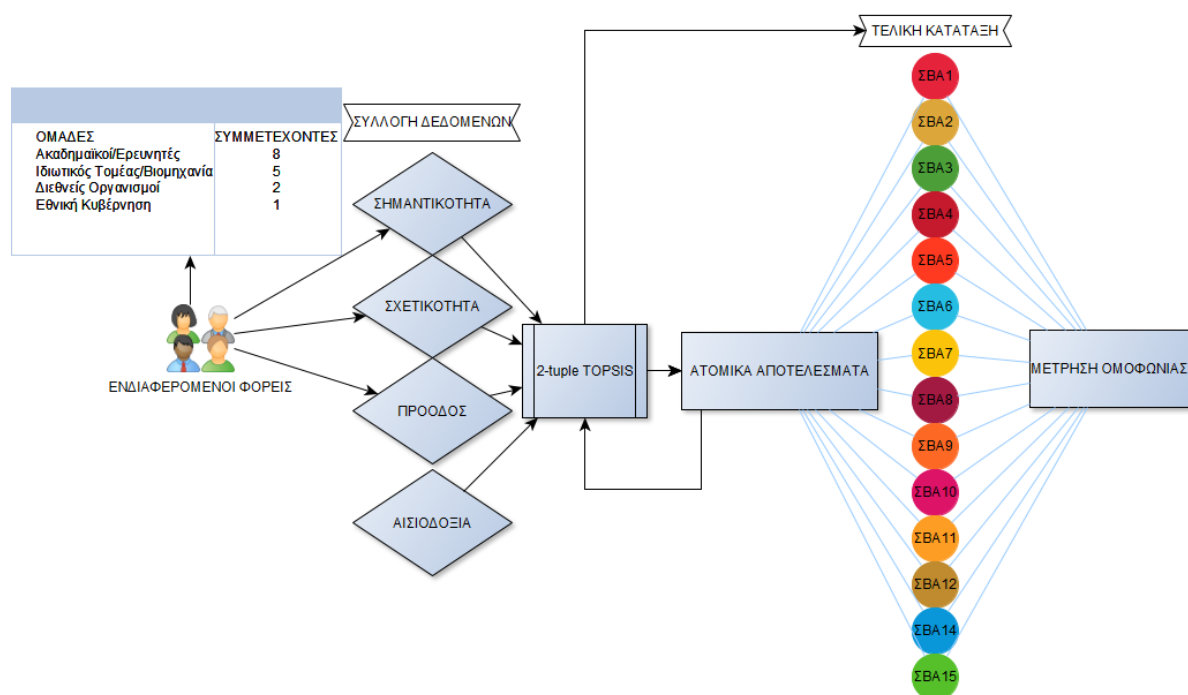 ΤΕΛΙΚΗ ΚΑΤΑΤΑΞΗ
ΟΜΑΔΕΣ ΣΥΜΜΕΤΕΧΟΝΤΕΣ
Ακαδημαϊκοί/Ερευνητές 8
Ιδιωτικός Τομέας/Βιομηχανία 5
Διεθνείς Οργανισμοί 2
Εθνική Κυβέρνηση 1
ΣΥΛΛΟΓΗ ΔΕΔΟΜΕΝΩΝ
ΕΝΔΙΑΦΕΡΟΜΕΝΟΙ ΦΟΡΕΙΣ
ΣΗΜΑΝΤΙΚΟΤΗΤΑ
ΣΧΕΤΙΚΟΤΗΤΑ
ΠΡΟΟΔΟΣ
ΑΙΣΙΟΔΟΞΙΑ
2-tuple TOPSIS
ΑΤΟΜΙΚΑ ΑΠΟΤΕΛΕΣΜΑΤΑ
ΣΒΑ1
ΣΒΑ2
ΣΒΑ3
ΣΒΑ4
ΣΒΑ5
ΣΒΑ6
ΣΒΑ7
ΣΒΑ8
ΣΒΑ9
ΣΒΑ10
ΣΒΑ11
ΣΒΑ12
ΣΒΑ14
ΣΒΑ15
ΜΕΤΡΗΣΗ ΟΜΟΦΩΝΙΑΣ